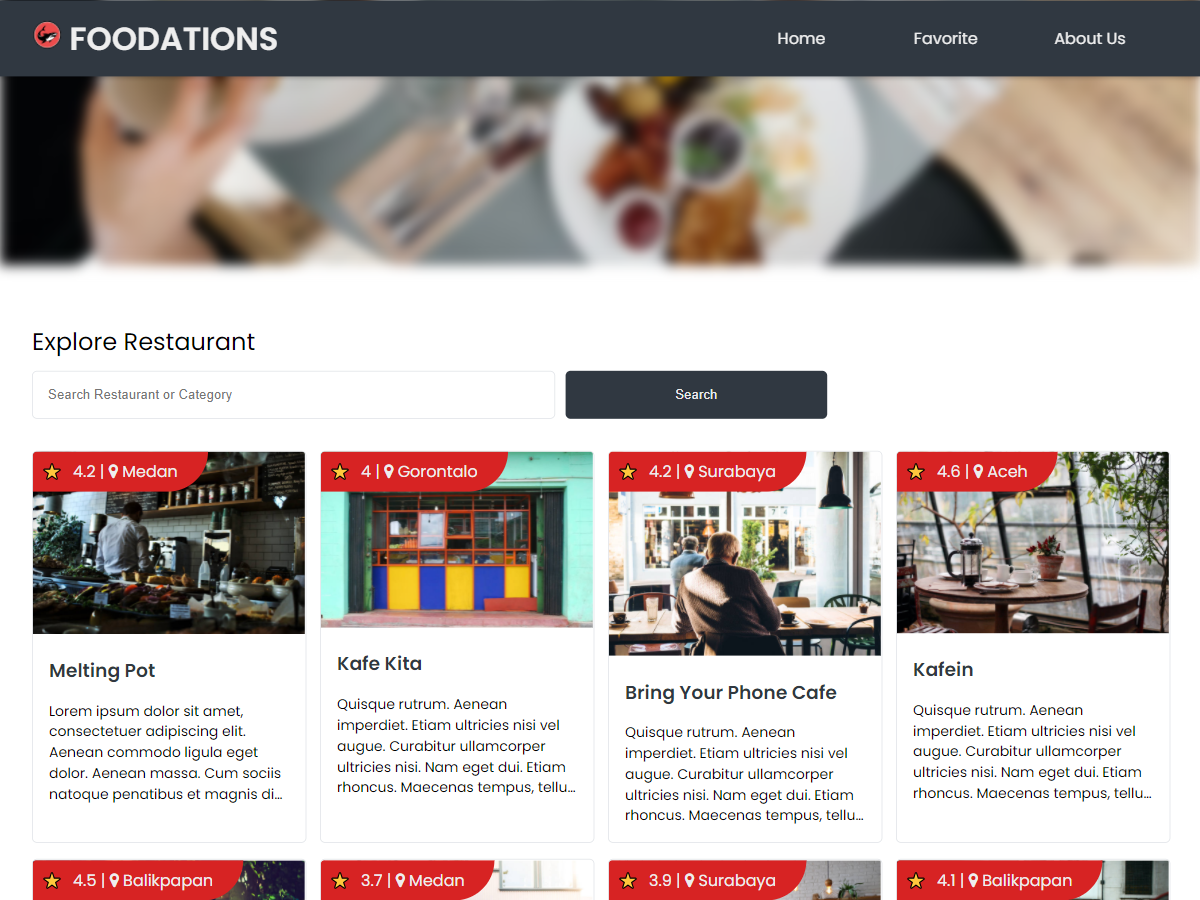 FOODATIONS
Home
Favorite
About Us
Explore Restaurant
Search Restaurant or Category
Search
4.2 | Medan
4 | Gorontalo
4.2 | Surabaya
4.6 | Aceh
Melting Pot
Lorem ipsum dolor sit amet,
consectetuer adipiscing elit.
Aenean commodo ligula eget
dolor. Aenean massa. Cum sociis
natoque penatibus et magnis di...
Kafe Kita
Quisque rutrum. Aenean
imperdiet. Etiam ultricies nisi vel
augue. Curabitur ullamcorper
ultricies nisi. Nam eget dui. Etiam
rhoncus. Maecenas tempus, tellu...
Bring Your Phone Cafe
Quisque rutrum. Aenean
imperdiet. Etiam ultricies nisi vel
augue. Curabitur ullamcorper
ultricies nisi. Nam eget dui. Etiam
rhoncus. Maecenas tempus, tellu...
Kafein
Quisque rutrum. Aenean
imperdiet. Etiam ultricies nisi vel
augue. Curabitur ullamcorper
ultricies nisi. Nam eget dui. Etiam
rhoncus. Maecenas tempus, tellu...
4.5 | Balikpapan
3.7 | Medan
3.9 | Surabaya
4.1 | Balikpapan